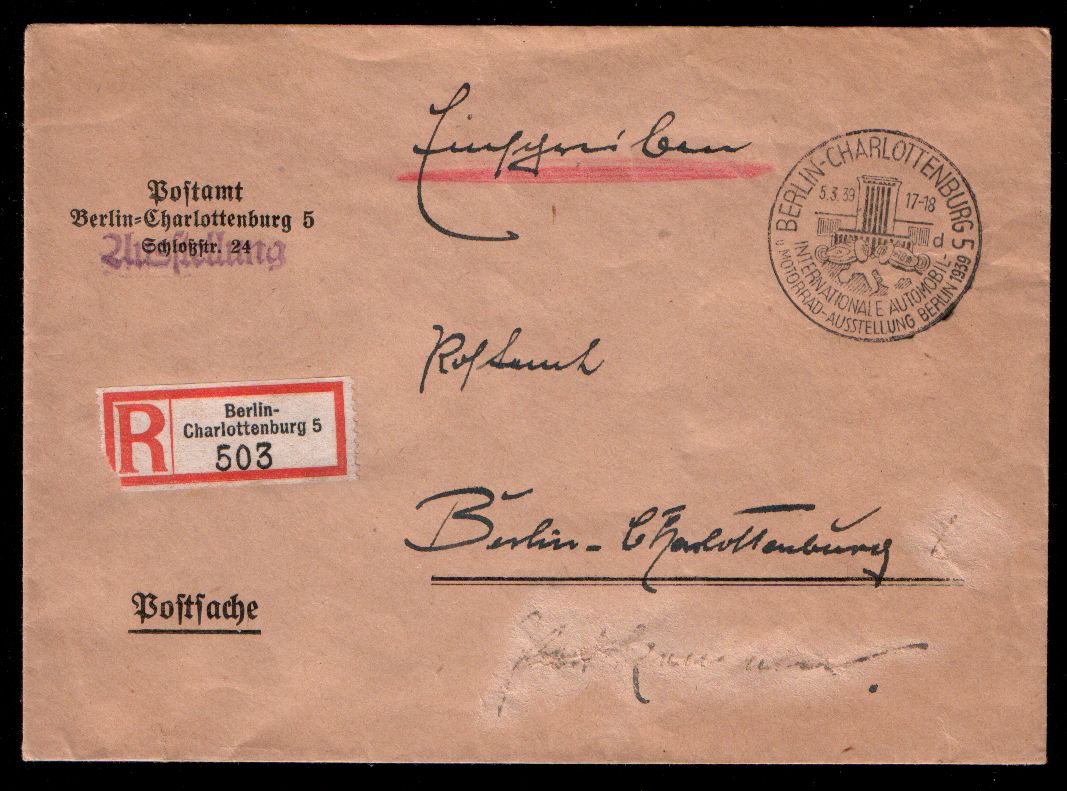 Einschreiben
Postamt
Berlin-Charlottenburg 5
Schloßstr. 24
Ausstellung
BERLIN-CHARLOTTENBURG 5
5.3.39 17-18
d
INTERNATIONALE AUTOMOBIL-
u. MOTORRAD-AUSSTELLUNG BERLIN 1939
Postamt
R
Berlin-
Charlottenburg 5
503
Berlin-Charlottenburg
Postsache